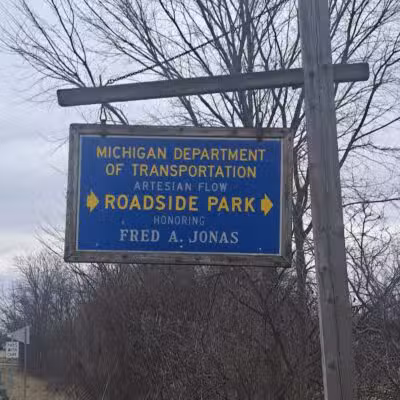 MICHIGAN DEPARTMENT
OF TRANSPORTATION
ARTESIAN FLOW
ROADSIDE PARK
HONORING
FRED A. JONAS